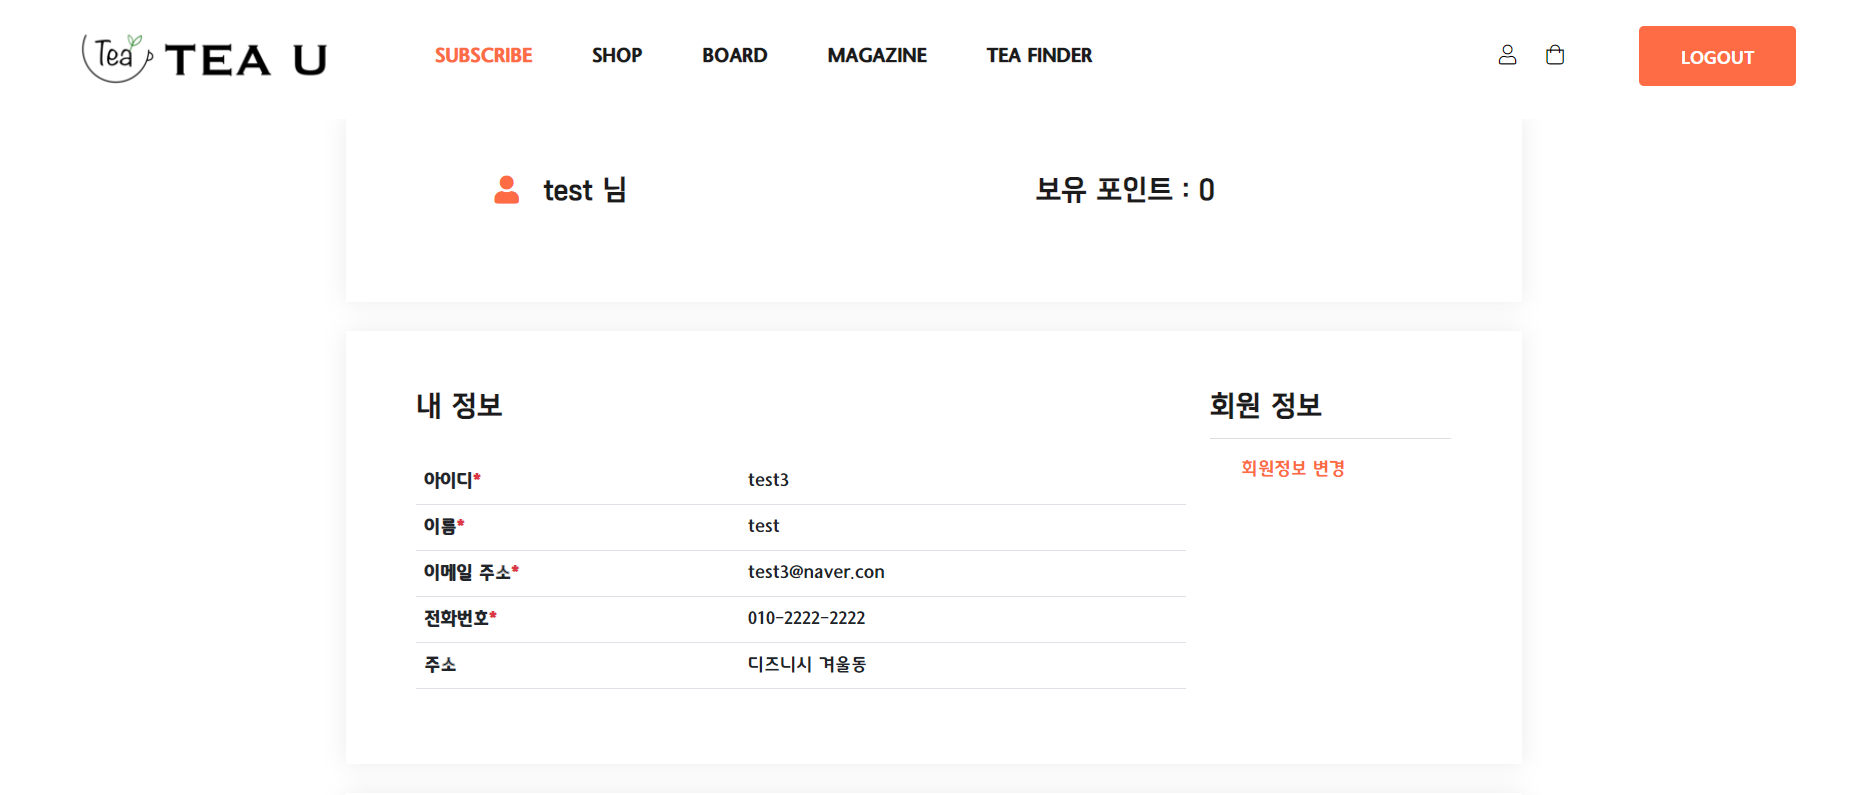 Tea TEA U SUBSCRIBE SHOP BOARD MAGAZINE TEA FINDER LOGOUT
test 님 보유 포인트 : 0
내 정보
아이디* test3
이름* test
이메일 주소* test3@naver.con
전화번호* 010-2222-2222
주소 디즈니시 겨울동
회원 정보
회원정보 변경